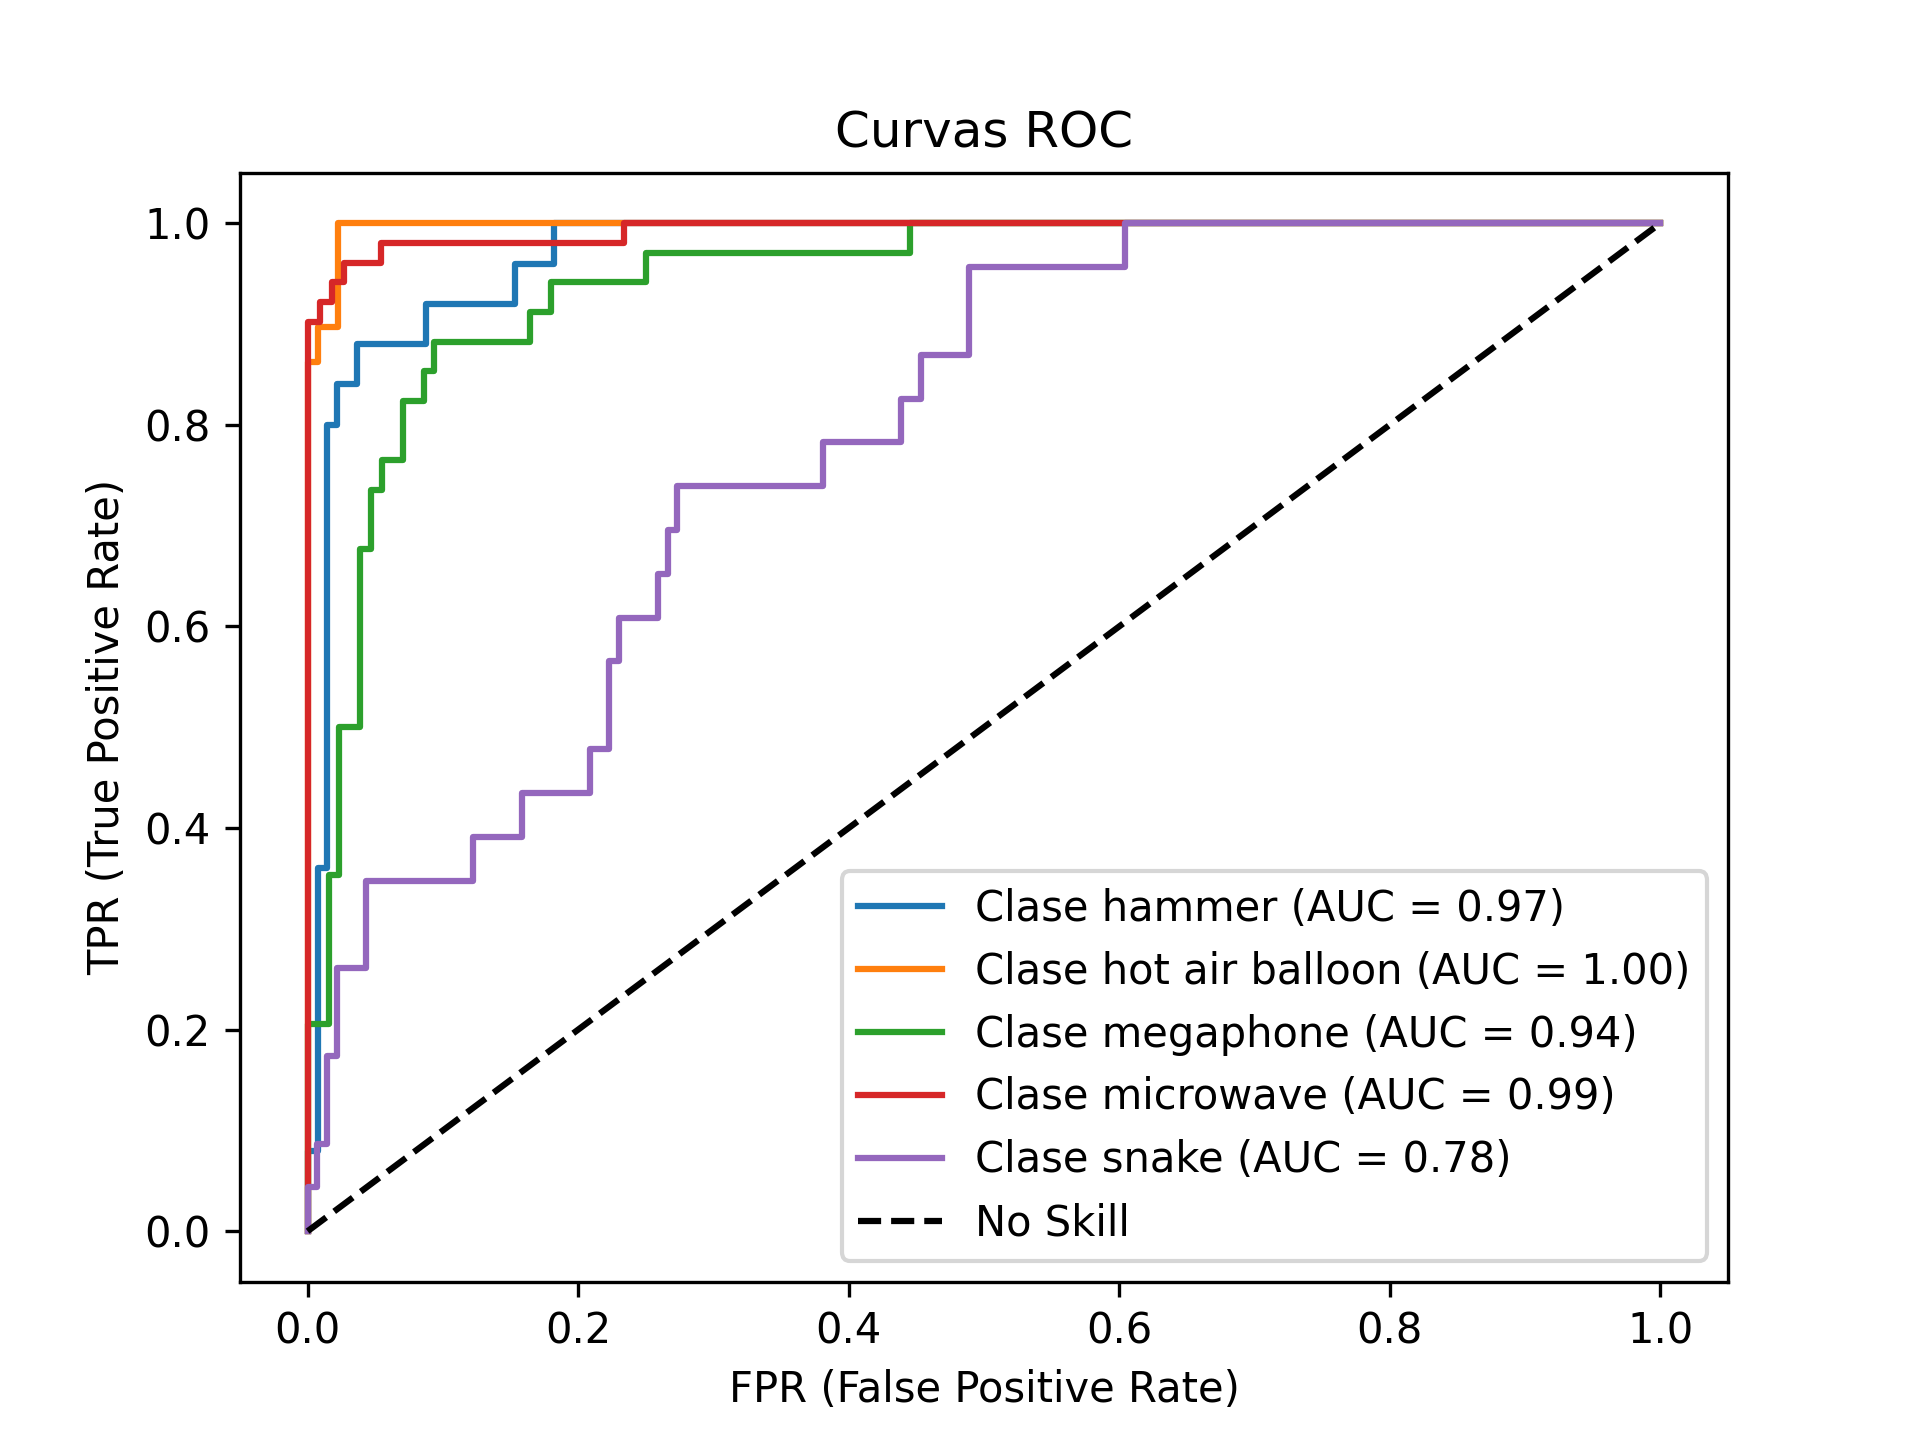 Curvas ROC
TPR (True Positive Rate)
1.0
0.8
0.6
0.4
0.2
0.0
Clase hammer (AUC = 0.97)
Clase hot air balloon (AUC = 1.00)
Clase megaphone (AUC = 0.94)
Clase microwave (AUC = 0.99)
Clase snake (AUC = 0.78)
No Skill
0.0 0.2 0.4 0.6 0.8 1.0
FPR (False Positive Rate)